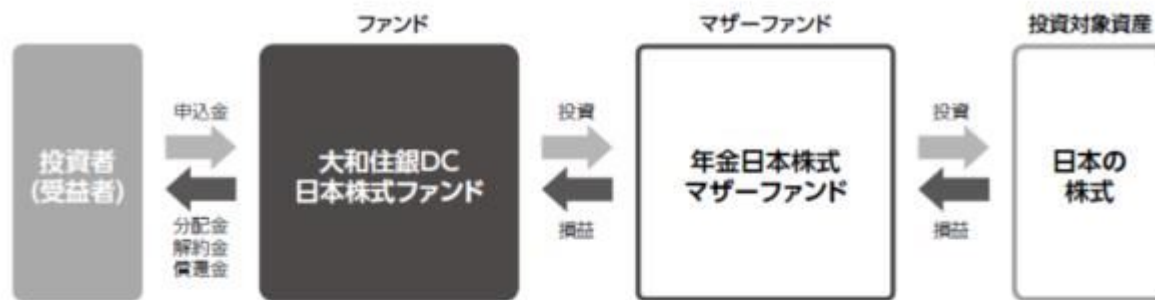 ファンド
マザーファンド
投資対象資産
投資者
(受益者)
申込金
分配金
解約金
償還金
大和住銀DC
日本株式ファンド
投資
損益
年金日本株式
マザーファンド
投資
損益
日本の
株式